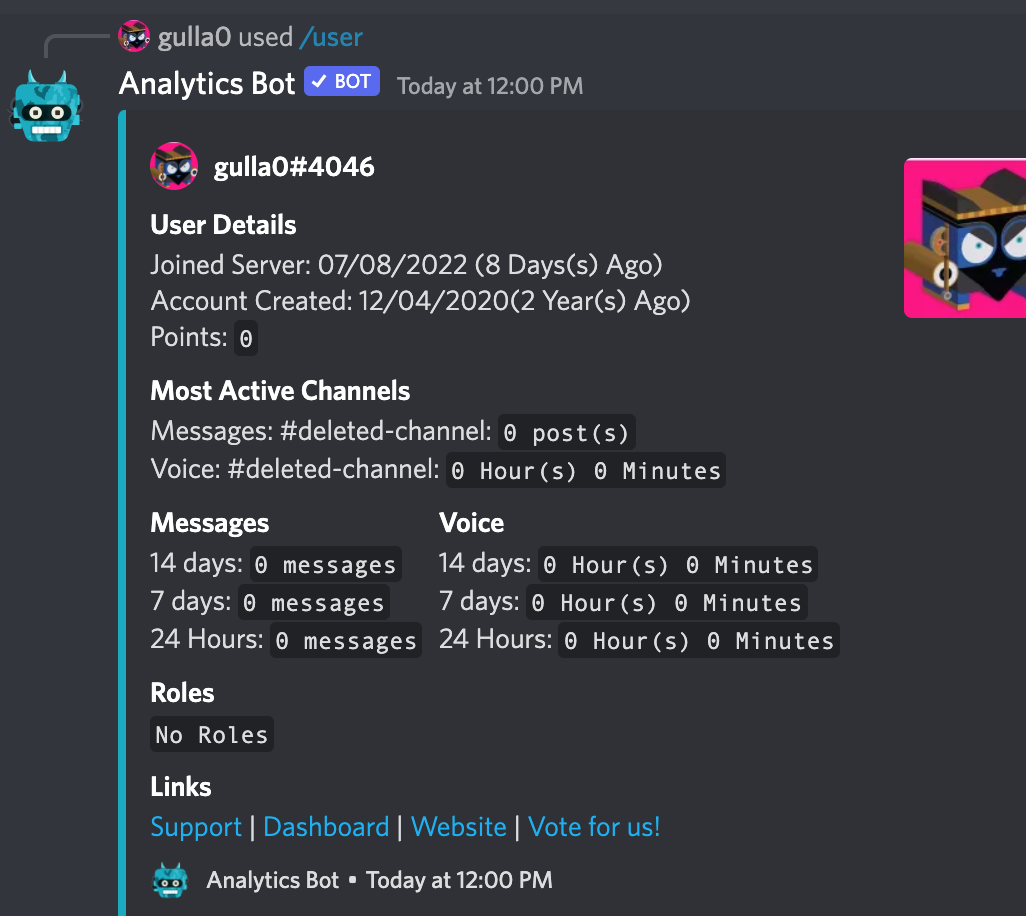 gulla0 used /user
Analytics Bot ✓ BOT Today at 12:00 PM
gulla0#4046
User Details
Joined Server: 07/08/2022 (8 Days(s) Ago)
Account Created: 12/04/2020(2 Year(s) Ago)
Points: 0
Most Active Channels
Messages: #deleted-channel: 0 post(s)
Voice: #deleted-channel: 0 Hour(s) 0 Minutes
Messages
14 days: 0 messages
7 days: 0 messages
24 Hours: 0 messages
Voice
14 days: 0 Hour(s) 0 Minutes
7 days: 0 Hour(s) 0 Minutes
24 Hours: 0 Hour(s) 0 Minutes
Roles
No Roles
Links
Support | Dashboard | Website | Vote for us!
Analytics Bot • Today at 12:00 PM